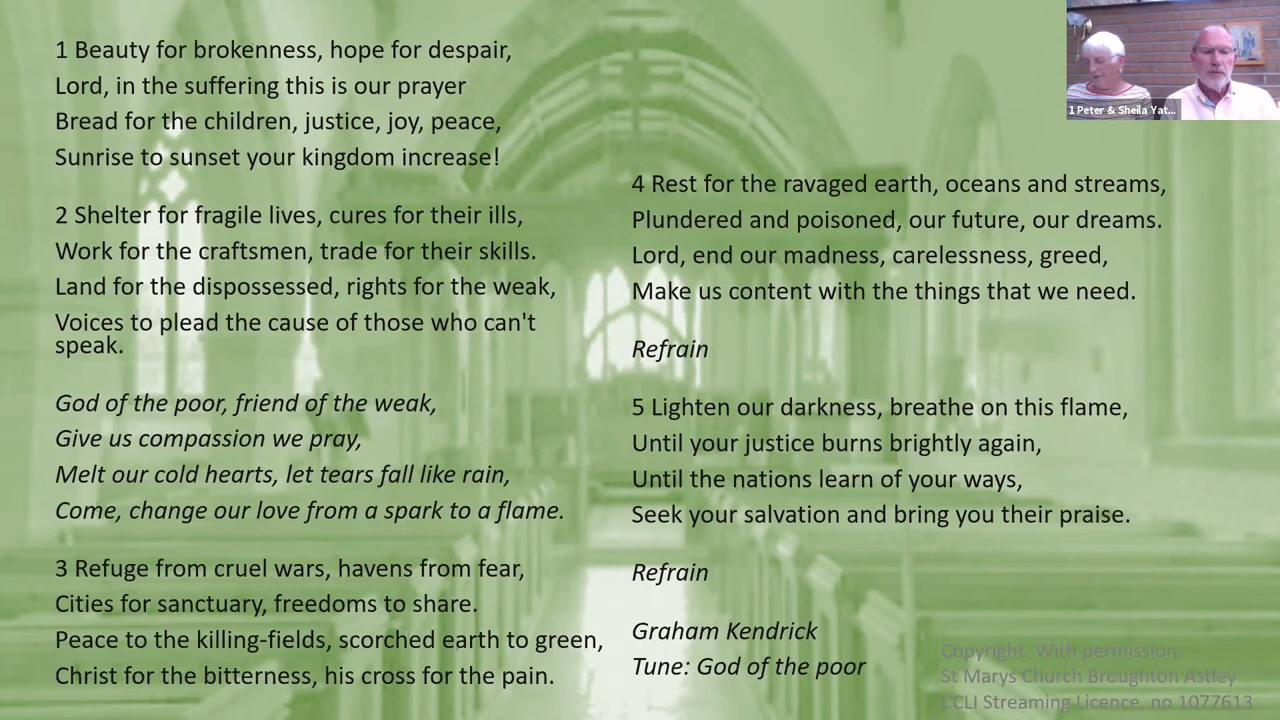 1 Beauty for brokenness, hope for despair,
Lord, in the suffering this is our prayer
Bread for the children, justice, joy, peace,
Sunrise to sunset your kingdom increase!
2 Shelter for fragile lives, cures for their ills,
Work for the craftsmen, trade for their skills.
Land for the dispossessed, rights for the weak,
Voices to plead the cause of those who can't
speak.
God of the poor, friend of the weak,
Give us compassion we pray,
Melt our cold hearts, let tears fall like rain,
Come, change our love from a spark to a flame.
3 Refuge from cruel wars, havens from fear,
Cities for sanctuary, freedoms to share.
Peace to the killing-fields, scorched earth to green,
Christ for the bitterness, his cross for the pain.
4 Rest for the ravaged earth, oceans and streams,
Plundered and poisoned, our future, our dreams.
Lord, end our madness, carelessness, greed,
Make us content with the things that we need.
Refrain
5 Lighten our darkness, breathe on this flame,
Until your justice burns brightly again,
Until the nations learn of your ways,
Seek your salvation and bring you their praise.
Refrain
Graham Kendrick
Tune: God of the poor
Copyright. With permission.
St Marys Church Broughton Astley
CCLI Streaming Licence, no 1077613
1 Peter & Sheila Yat...